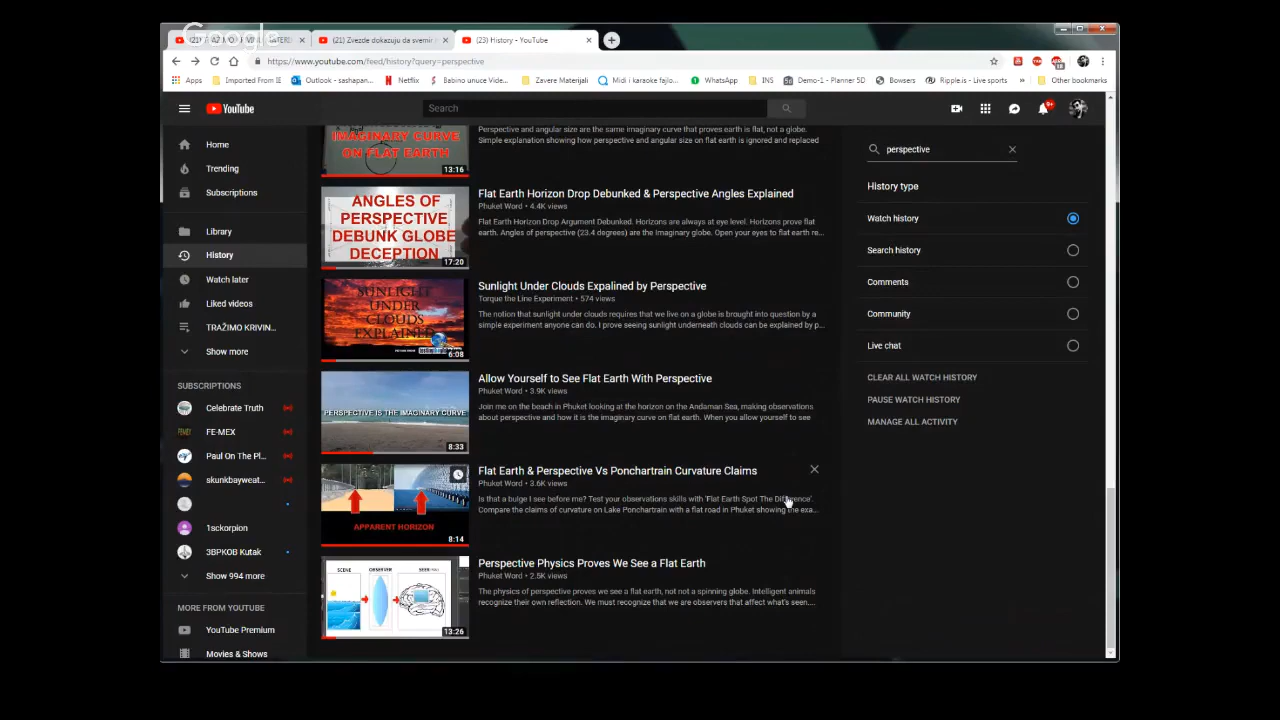 Google
(23) History - YouTube
(21) Zvezde dokazuju da svemir
https://www.youtube.com/feed/history?query=perspective
Apps
Imported From IE
Outlook - sashapan...
Netflix
Babino unuce Vide...
Zavere Materijali
Midi i karaoke fajlo...
WhatsApp
INS
Demo-1 - Planner 5D
Bowsers
Ripple.is - Live sports
»
Other bookmarks
YouTube
Search
9+
Home
Trending
Subscriptions
Library
History
Watch later
Liked videos
TRAŽIMO KRIVIN...
Show more
SUBSCRIPTIONS
Celebrate Truth
FE-MEX
Paul On The Pl...
skunkbayweat...
1sckorpion
3BPKOB Kutak
Show 994 more
MORE FROM YOUTUBE
YouTube Premium
Movies & Shows
IMAGINARY CURVE
ON FLAT EARTH
13:16
Perspective and angular size are the same imaginary curve that proves earth is flat, not a globe.
Simple explanation showing how perspective and angular size on flat earth is ignored and replaced
ANGLES OF
PERSPECTIVE
DEBUNK GLOBE
DECEPTION
17:20
Flat Earth Horizon Drop Debunked & Perspective Angles Explained
Phuket Word • 4.4K views
Flat Earth Horizon Drop Argument Debunked. Horizons are always at eye level. Horizons prove flat
earth. Angles of perspective (23.4 degrees) are the Imaginary globe. Open your eyes to flat earth re...
SUNLIGHT
UNDER
CLOUDS
EXPLAINED
6:08
Sunlight Under Clouds Expalined by Perspective
Torque the Line Experiment • 574 views
The notion that sunlight under clouds requires that we live on a globe is brought into question by a
simple experiment anyone can do. I prove seeing sunlight underneath clouds can be explained by p...
PERSPECTIVE IS THE IMAGINARY CURVE
8:33
Allow Yourself to See Flat Earth With Perspective
Phuket Word • 3.9K views
Join me on the beach in Phuket looking at the horizon on the Andaman Sea, making observations
about perspective and how it is the imaginary curve on flat earth. When you allow yourself to see
APPARENT HORIZON
8:14
Flat Earth & Perspective Vs Ponchartrain Curvature Claims
Phuket Word • 3.6K views
Is that a bulge I see before me? Test your observations skills with 'Flat Earth Spot The Difference'.
Compare the claims of curvature on Lake Ponchartrain with a flat road in Phuket showing the exa...
SCENE
OBSERVER
13:26
Perspective Physics Proves We See a Flat Earth
Phuket Word • 2.5K views
The physics of perspective proves we see a flat earth, not not a spinning globe. Intelligent animals
recognize their own reflection. We must recognize that we are observers that affect what's seen....
perspective
History type
Watch history
Search history
Comments
Community
Live chat
CLEAR ALL WATCH HISTORY
PAUSE WATCH HISTORY
MANAGE ALL ACTIVITY